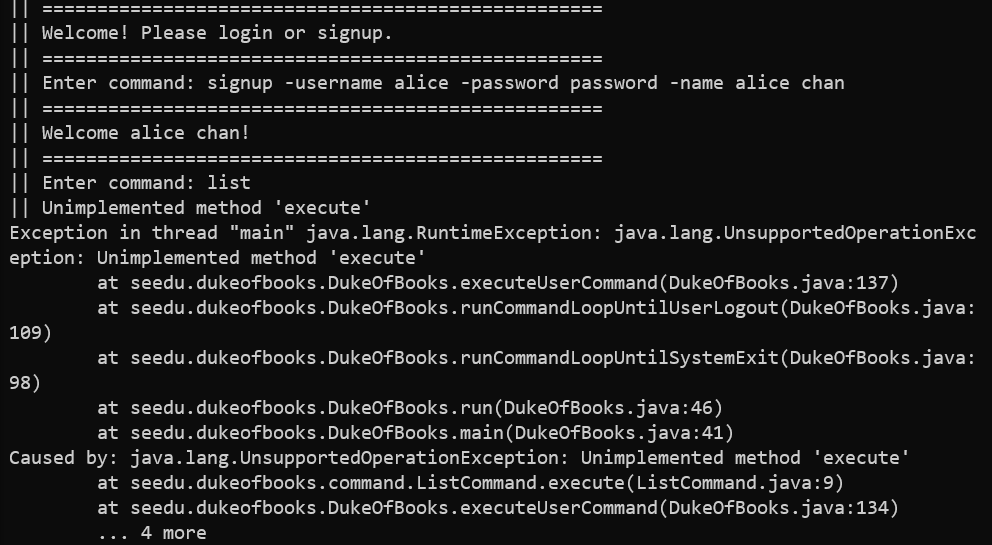 || ===================================================
|| Welcome! Please login or signup.
|| ===================================================
|| Enter command: signup -username alice -password password -name alice chan
|| ===================================================
|| Welcome alice chan!
|| ===================================================
|| Enter command: list
|| Unimplemented method 'execute'
Exception in thread "main" java.lang.RuntimeException: java.lang.UnsupportedOperationExc
eption: Unimplemented method 'execute'
        at seedu.dukeofbooks.DukeOfBooks.executeUserCommand(DukeOfBooks.java:137)
        at seedu.dukeofbooks.DukeOfBooks.runCommandLoopUntilUserLogout(DukeOfBooks.java:
109)
        at seedu.dukeofbooks.DukeOfBooks.runCommandLoopUntilSystemExit(DukeOfBooks.java:
98)
        at seedu.dukeofbooks.DukeOfBooks.run(DukeOfBooks.java:46)
        at seedu.dukeofbooks.DukeOfBooks.main(DukeOfBooks.java:41)
Caused by: java.lang.UnsupportedOperationException: Unimplemented method 'execute'
        at seedu.dukeofbooks.command.ListCommand.execute(ListCommand.java:9)
        at seedu.dukeofbooks.DukeOfBooks.executeUserCommand(DukeOfBooks.java:134)
        ... 4 more